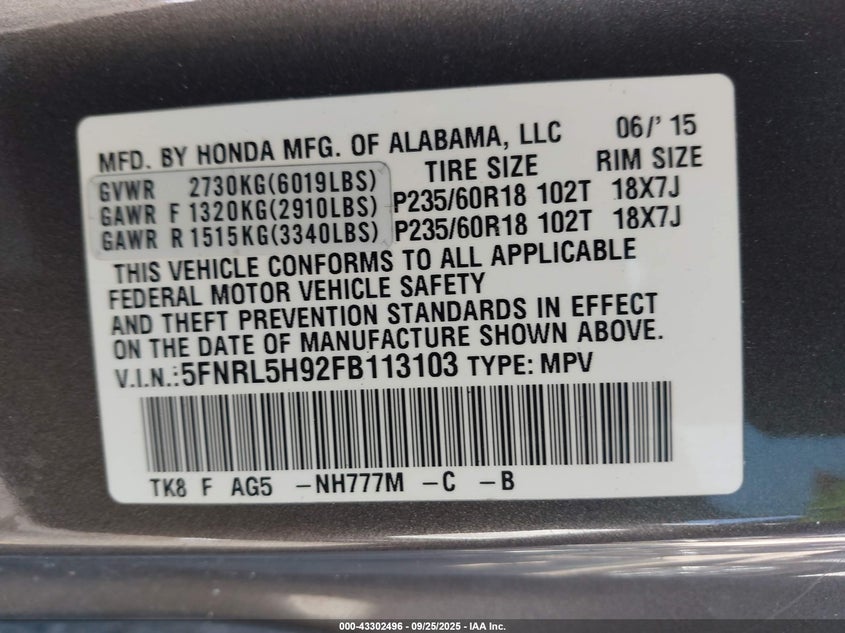 MFD. BY HONDA MFG. OF ALABAMA, LLC 06/' 15
GVWR 2730KG(6019LBS) TIRE SIZE RIM SIZE
GAWR F 1320KG(2910LBS) P235/60R18 102T 18X7J
GAWR R 1515KG(3340LBS) P235/60R18 102T 18X7J
THIS VEHICLE CONFORMS TO ALL APPLICABLE
FEDERAL MOTOR VEHICLE SAFETY
AND THEFT PREVENTION STANDARDS IN EFFECT
ON THE DATE OF MANUFACTURE SHOWN ABOVE.
V.I.N.:5FNRL5H92FB113103 TYPE: MPV
TK8 F AG5 -NH777M -C -B
000-43302496 - 09/25/2025 - IAA Inc.